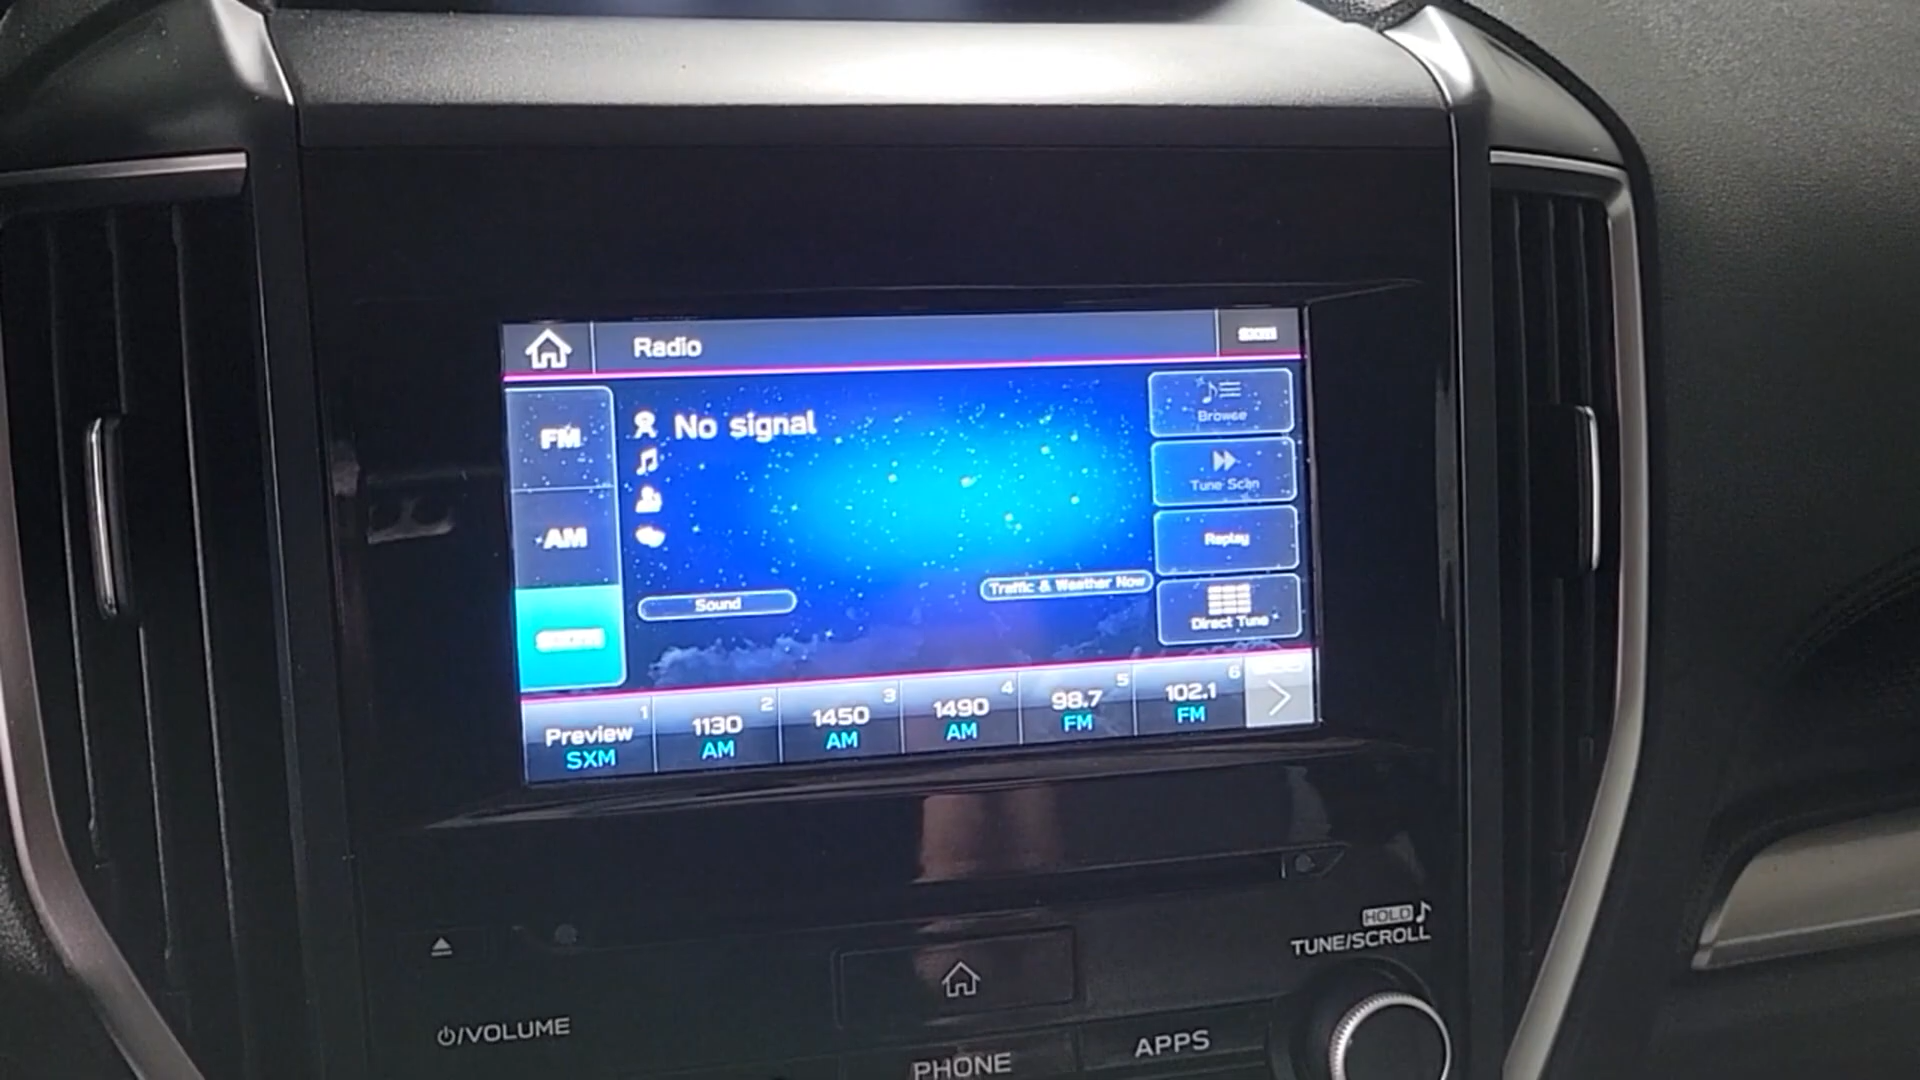 Radio
SXM
FM
No signal
Browse
Tune Scan
AM
Replay
Traffic & Weather Now
Sound
Direct Tune
1
Preview
SXM
2
1130
AM
3
1450
AM
4
1490
AM
5
98.7
FM
6
102.1
FM
HOLD
TUNE/SCROLL
/VOLUME
APPS
PHONE